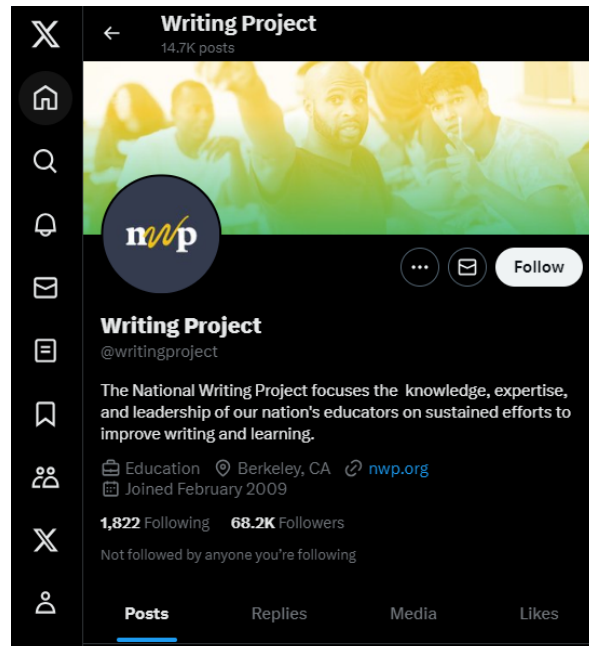 Writing Project
14.7K posts
nwp
Follow
Writing Project
@writingproject
The National Writing Project focuses the  knowledge, expertise,
and leadership of our nation's educators on sustained efforts to
improve writing and learning.
Education Berkeley, CA nwp.org
Joined February 2009
1,822 Following 68.2K Followers
Not followed by anyone you're following
Posts Replies Media Likes